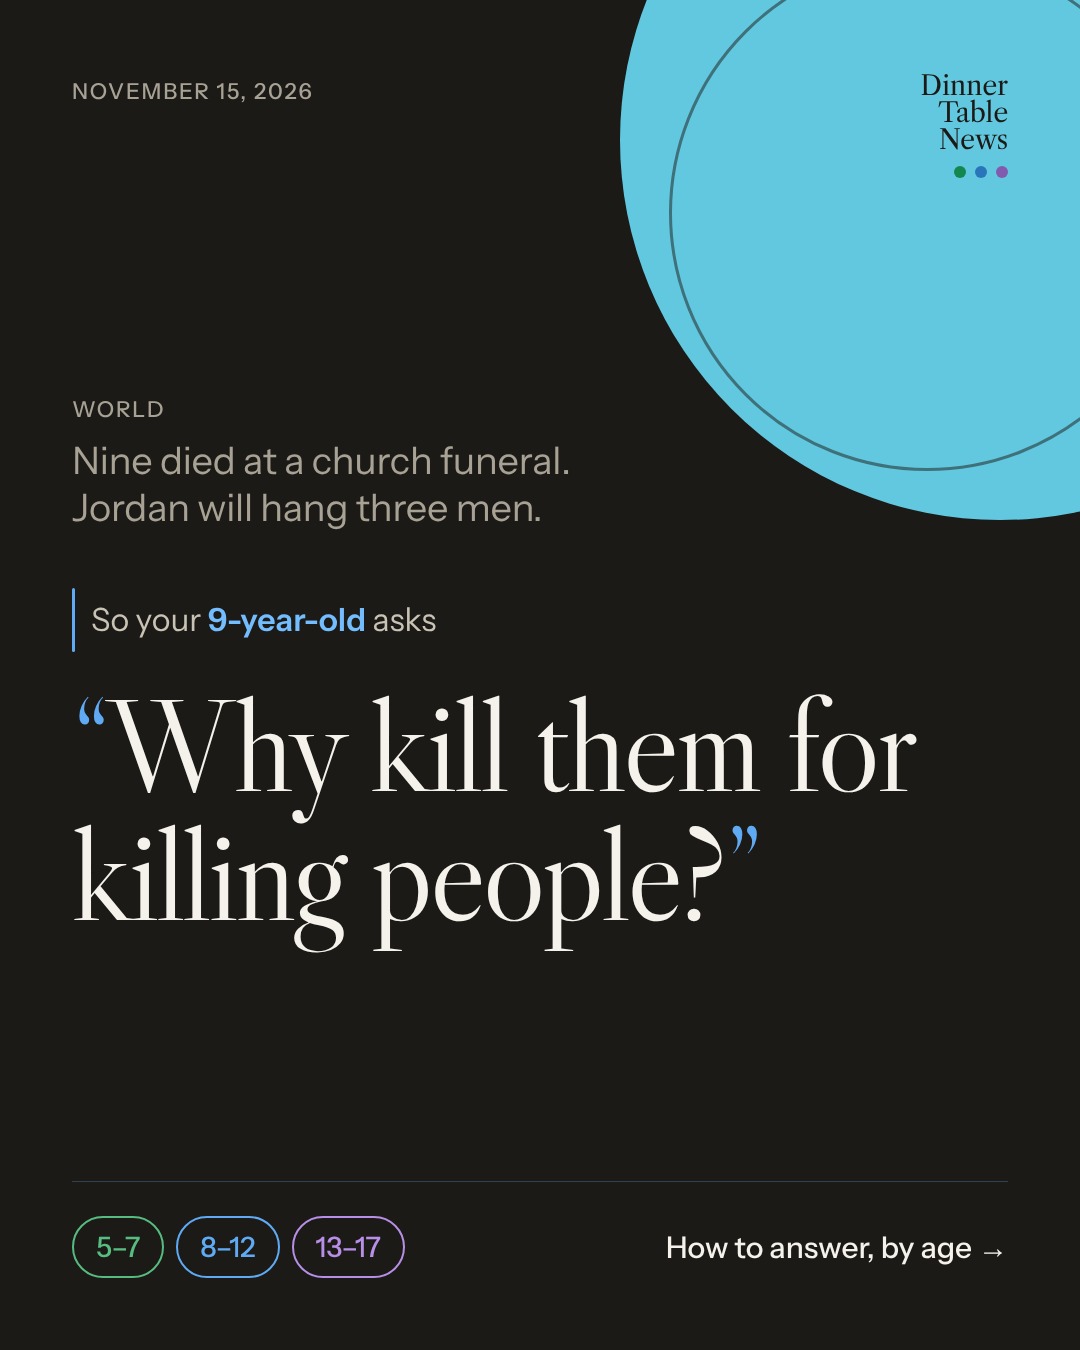 NOVEMBER 15, 2026
Dinner
Table
News
WORLD
Nine died at a church funeral.
Jordan will hang three men.
So your 9-year-old asks
“Why kill them for
killing people?”
5–7
8–12
13–17
How to answer, by age →